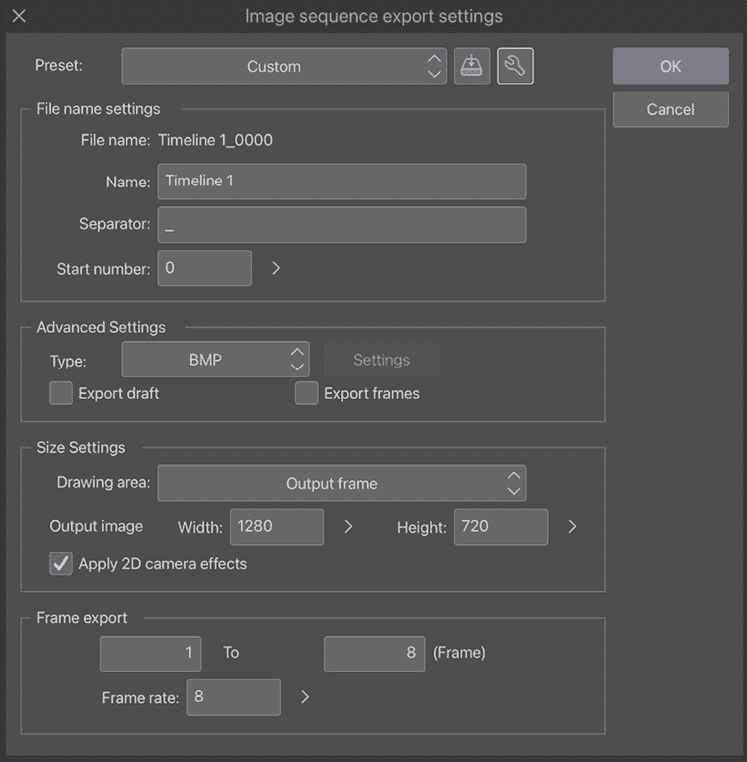 Image sequence export settings
Preset: Custom
OK
Cancel
File name settings
File name: Timeline 1_0000
Name: Timeline 1
Separator: _
Start number: 0
Advanced Settings
Type: BMP Settings
Export draft Export frames
Size Settings
Drawing area: Output frame
Output image Width: 1280 Height: 720
Apply 2D camera effects
Frame export
1 To 8 (Frame)
Frame rate: 8